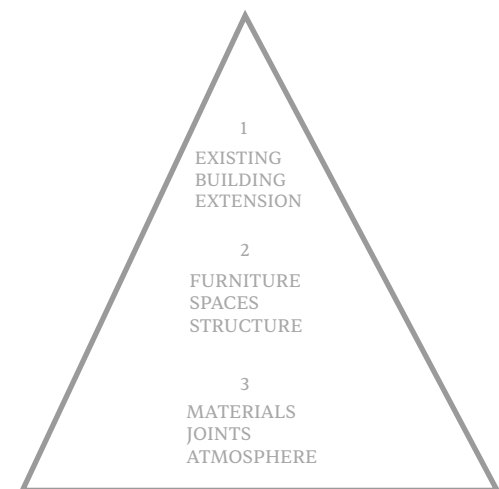 1
EXISTING
BUILDING
EXTENSION
2
FURNITURE
SPACES
STRUCTURE
3
MATERIALS
JOINTS
ATMOSPHERE